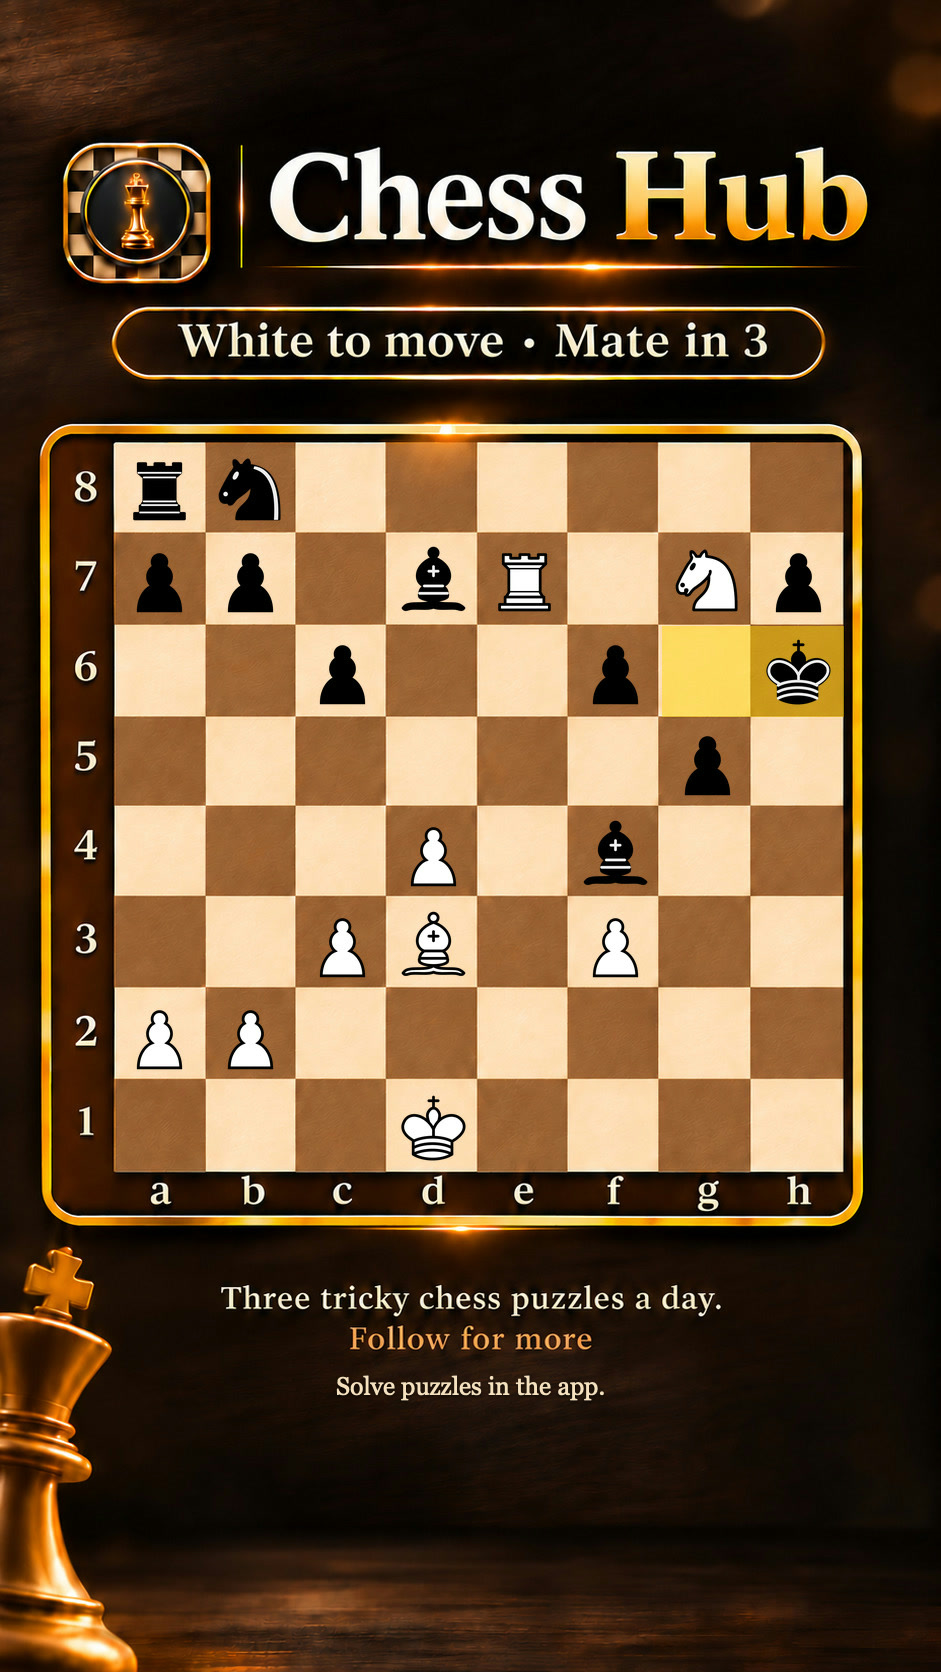 Chess Hub
White to move • Mate in 3
8
7
6
5
4
3
2
1
a b c d e f g h
Three tricky chess puzzles a day.
Follow for more
Solve puzzles in the app.